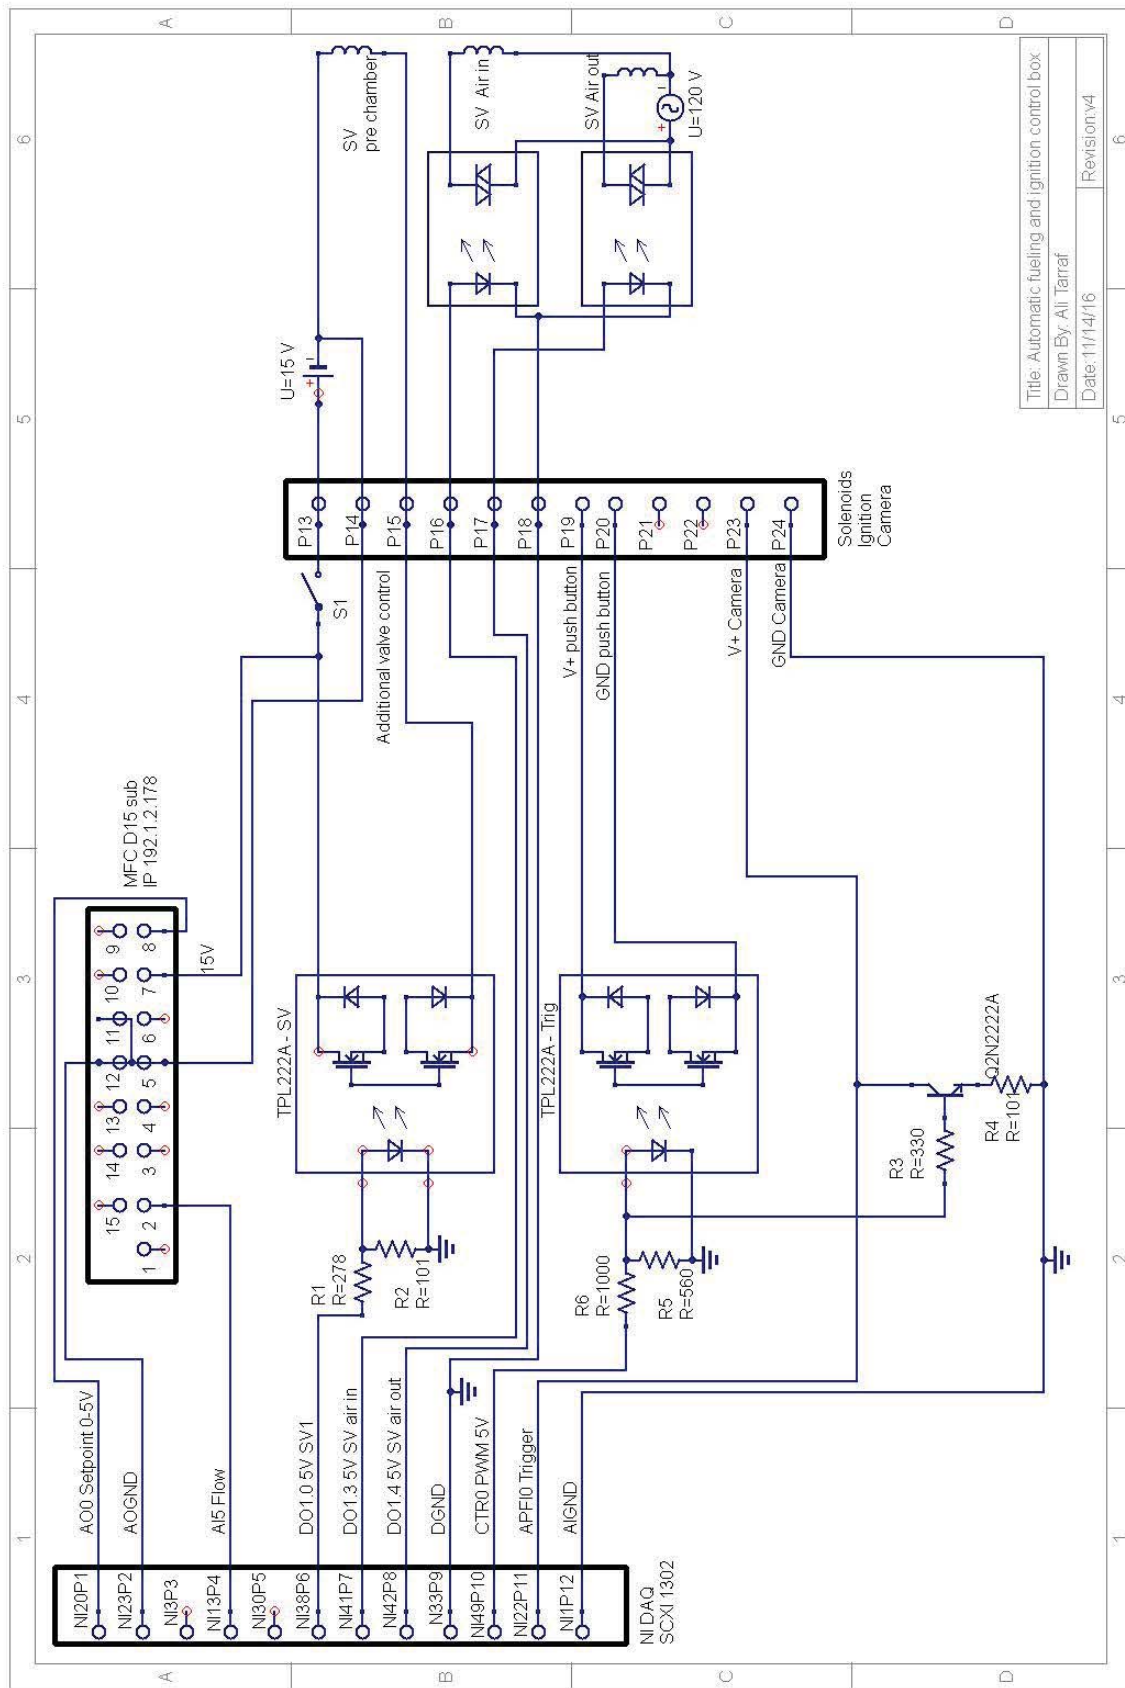 A
B
C
D
1
2
3
4
5
6
NI20P1
NI23P2
NI3P3
NI13P4
NI30P5
NI38P6
NI41P7
NI42P8
NI33P9
NI49P10
NI22P11
NI1P12
NI DAQ
SCXI 1302
AO0 Setpoint 0-5V
AOGND
AI5 Flow
DO1.0 5V SV1
DO1.3 5V SV air in
DO1.4 5V SV air out
DGND
CTR0 PWM 5V
APFI0 Trigger
AIGND
15
14
13
12
11
10
9
1
2
3
4
5
6
7
8
MFC D15 sub
IP 192.1.2.178
15V
R1
R=278
R2
R=101
TPL222A - SV
R6
R=1000
R5
R=560
TPL222A - Trig
R3
R=330
R4
R=101
Q2N2222A
S1
Additional valve control
V+ push button
GND push button
V+ Camera
GND Camera
P13
P14
P15
P16
P17
P18
P19
P20
P21
P22
P23
P24
Solenoids
Ignition
Camera
U=15 V
+
-
SV
pre chamber
SV Air in
SV Air out
+
-
U=120 V
Title: Automatic fueling and ignition control box
Drawn By: Ali Tarraf
Date: 11/14/16
Revision:v4
A
B
C
D
1
2
3
4
5
6